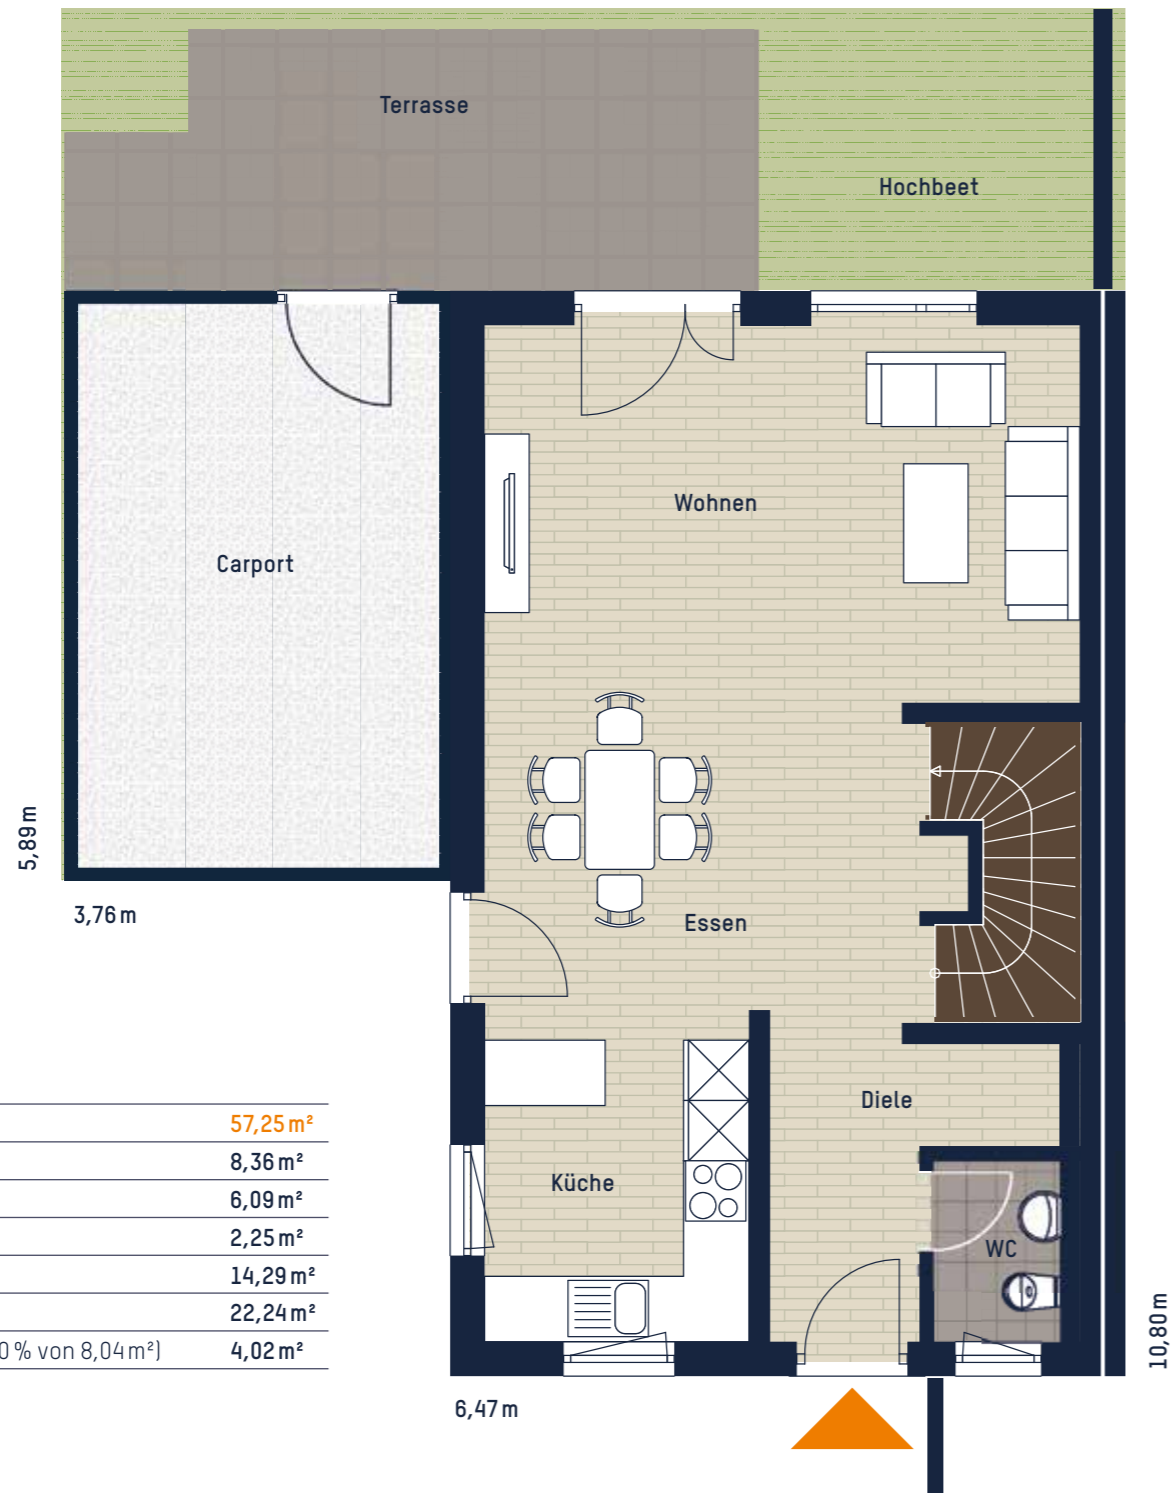 Terrasse
Hochbeet
Wohnen
Carport
5,89 m
3,76 m
Essen
Diele
Küche
WC
57,25 m²
8,36 m²
6,09 m²
2,25 m²
14,29 m²
22,24 m²
0 % von 8,04 m²) 4,02 m²
10,80 m
6,47 m